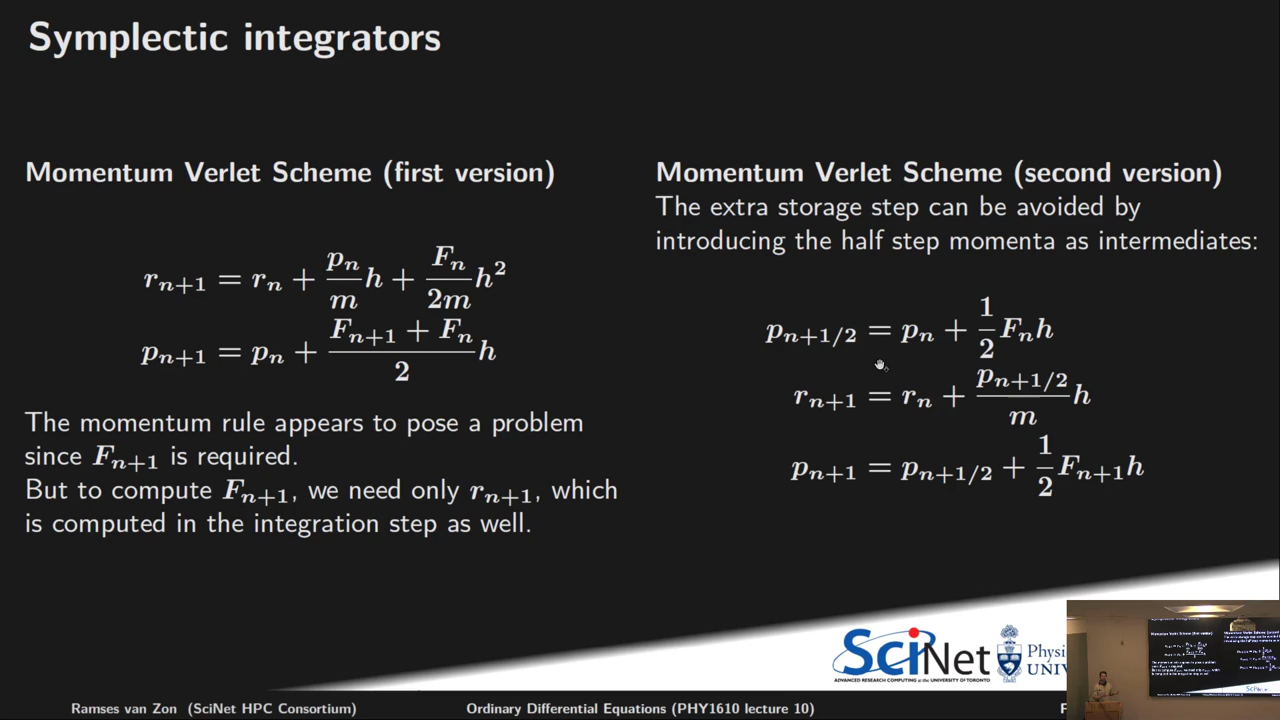 Symplectic integrators
Momentum Verlet Scheme (first version)
r_{n+1} = r_n + \frac{p_n}{m}h + \frac{F_n}{2m}h^2
p_{n+1} = p_n + \frac{F_{n+1} + F_n}{2}h
The momentum rule appears to pose a problem
since F_{n+1} is required.
But to compute F_{n+1}, we need only r_{n+1}, which
is computed in the integration step as well.
Momentum Verlet Scheme (second version)
The extra storage step can be avoided by
introducing the half step momenta as intermediates:
p_{n+1/2} = p_n + \frac{1}{2}F_n h
r_{n+1} = r_n + \frac{p_{n+1/2}}{m}h
p_{n+1} = p_{n+1/2} + \frac{1}{2}F_{n+1}h
SciNet
ADVANCED RESEARCH COMPUTING at the UNIVERSITY OF TORONTO
Physi
UNIV
Ramses van Zon (SciNet HPC Consortium)
Ordinary Differential Equations (PHY1610 lecture 10)
F